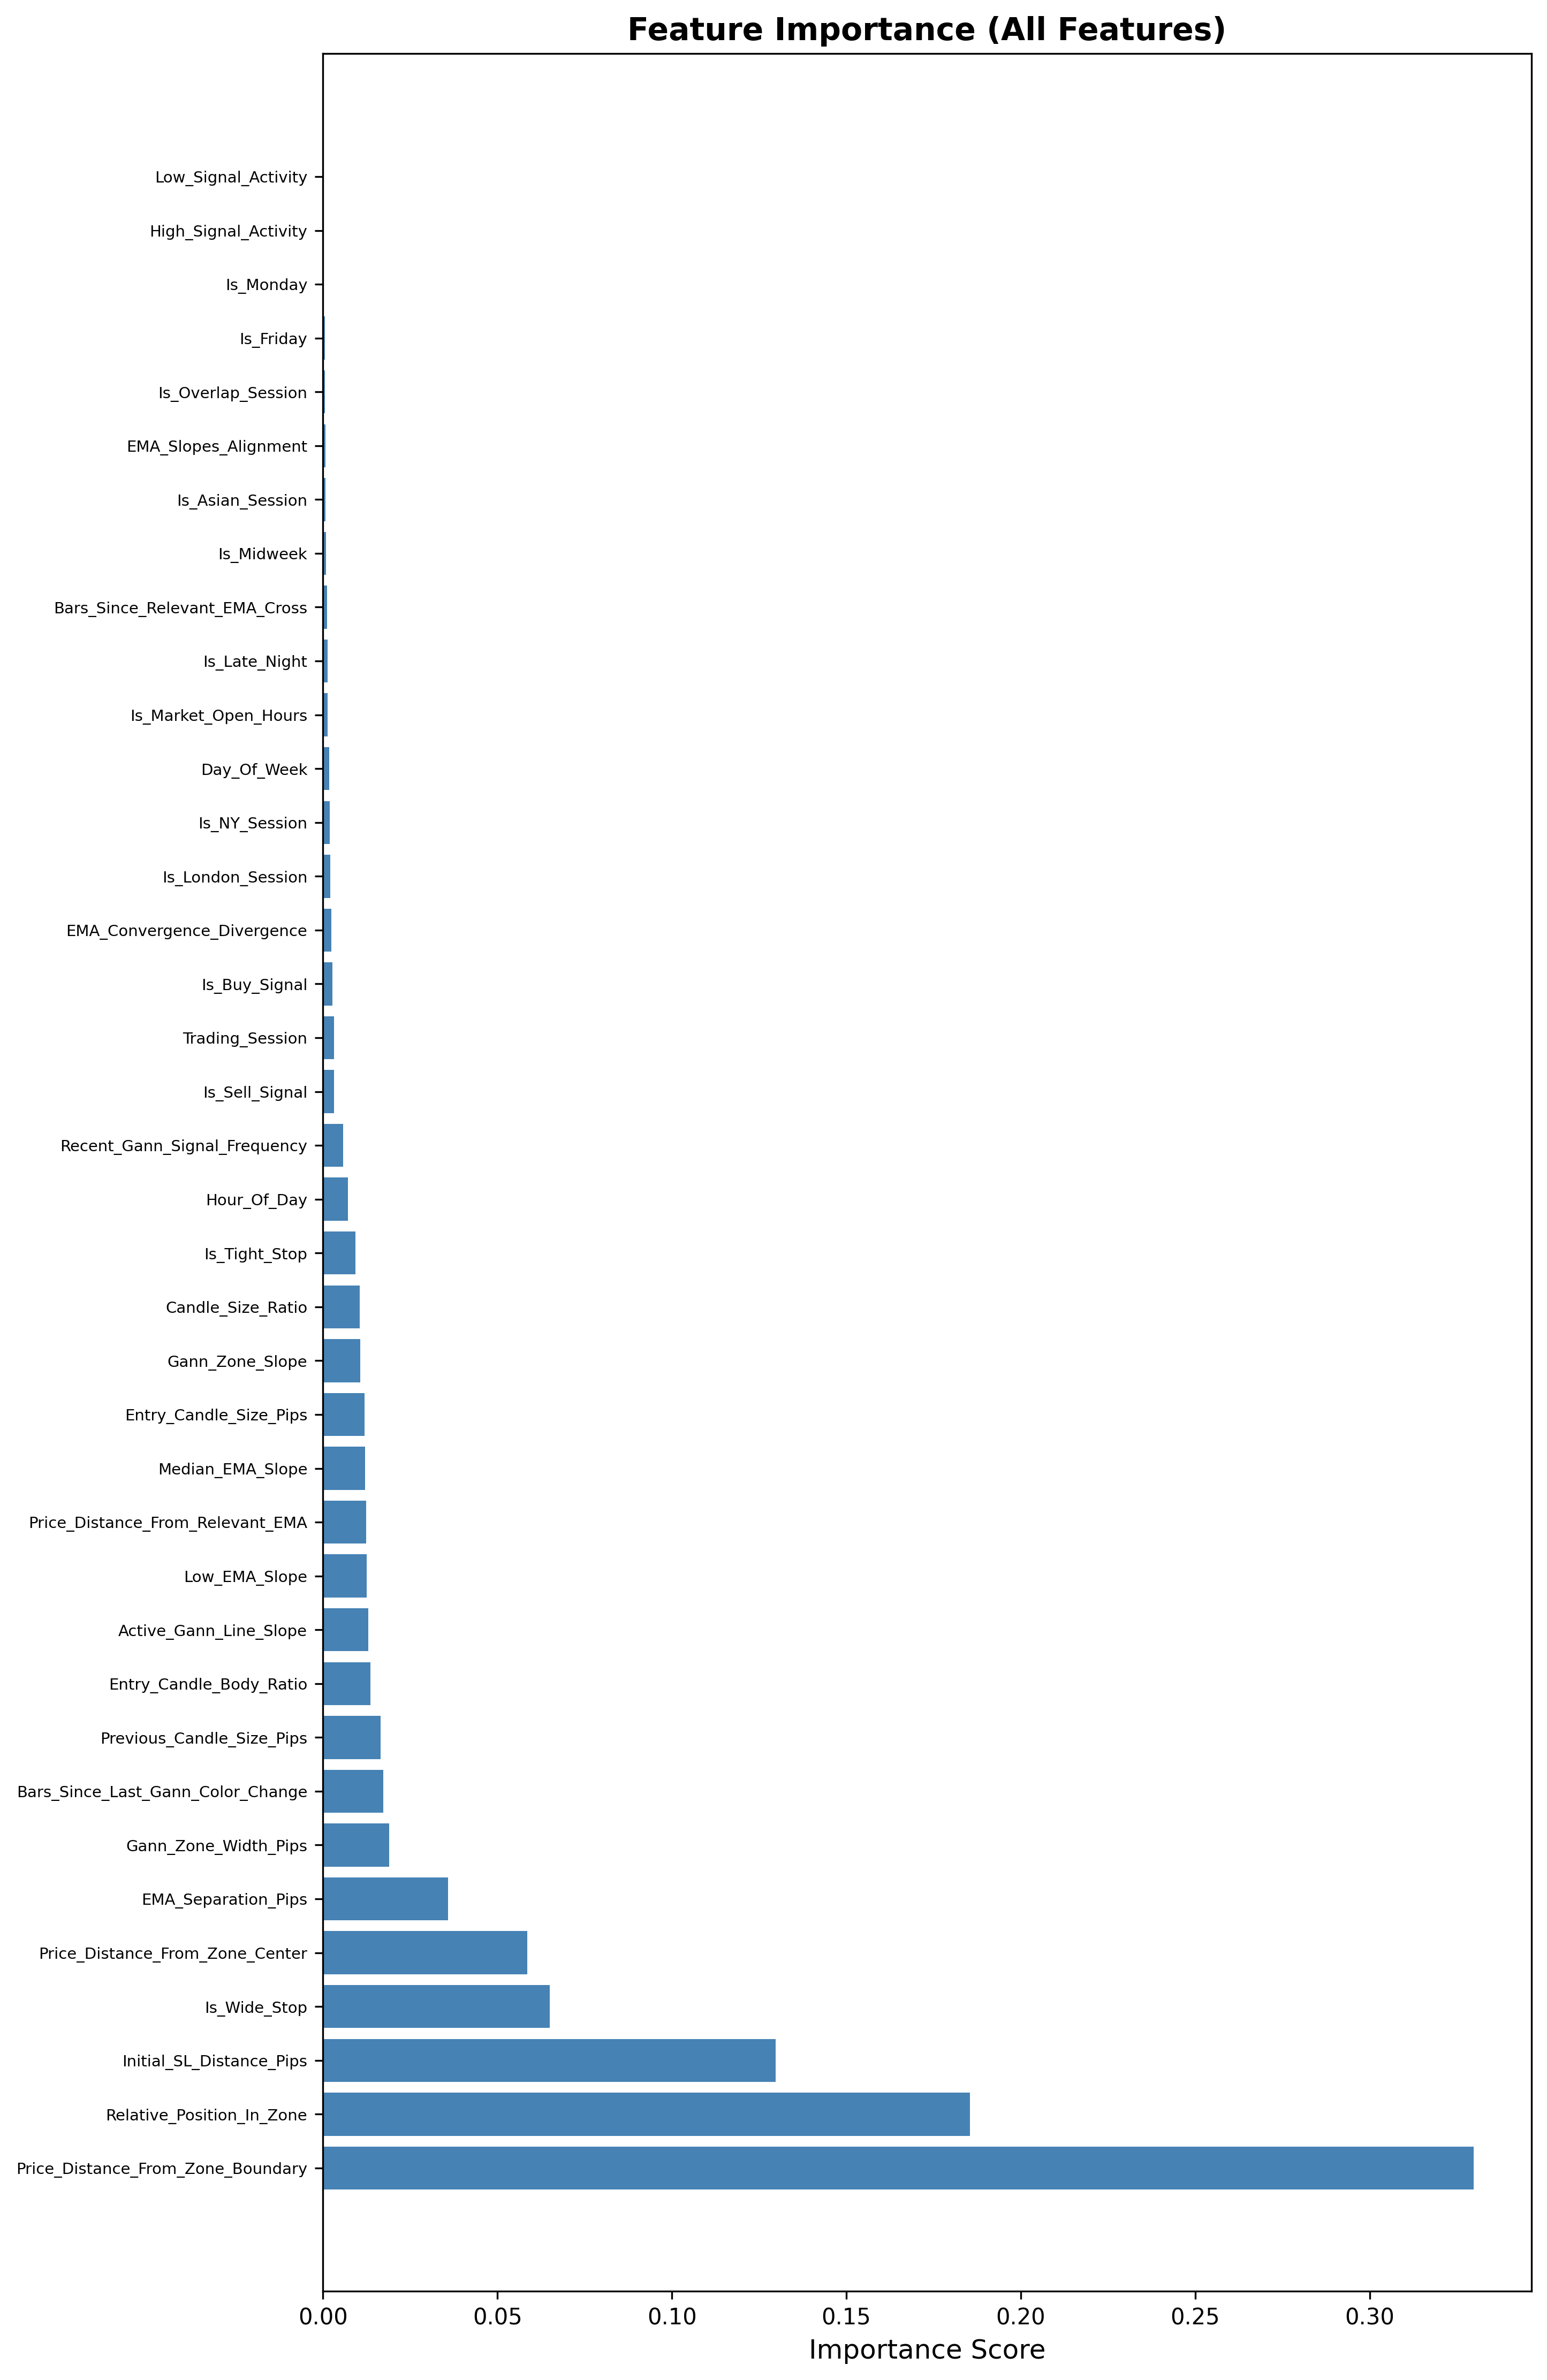 Feature Importance (All Features)
Low_Signal_Activity
High_Signal_Activity
Is_Monday
Is_Friday
Is_Overlap_Session
EMA_Slopes_Alignment
Is_Asian_Session
Is_Midweek
Bars_Since_Relevant_EMA_Cross
Is_Late_Night
Is_Market_Open_Hours
Day_Of_Week
Is_NY_Session
Is_London_Session
EMA_Convergence_Divergence
Is_Buy_Signal
Trading_Session
Is_Sell_Signal
Recent_Gann_Signal_Frequency
Hour_Of_Day
Is_Tight_Stop
Candle_Size_Ratio
Gann_Zone_Slope
Entry_Candle_Size_Pips
Median_EMA_Slope
Price_Distance_From_Relevant_EMA
Low_EMA_Slope
Active_Gann_Line_Slope
Entry_Candle_Body_Ratio
Previous_Candle_Size_Pips
Bars_Since_Last_Gann_Color_Change
Gann_Zone_Width_Pips
EMA_Separation_Pips
Price_Distance_From_Zone_Center
Is_Wide_Stop
Initial_SL_Distance_Pips
Relative_Position_In_Zone
Price_Distance_From_Zone_Boundary
0.00 0.05 0.10 0.15 0.20 0.25 0.30
Importance Score